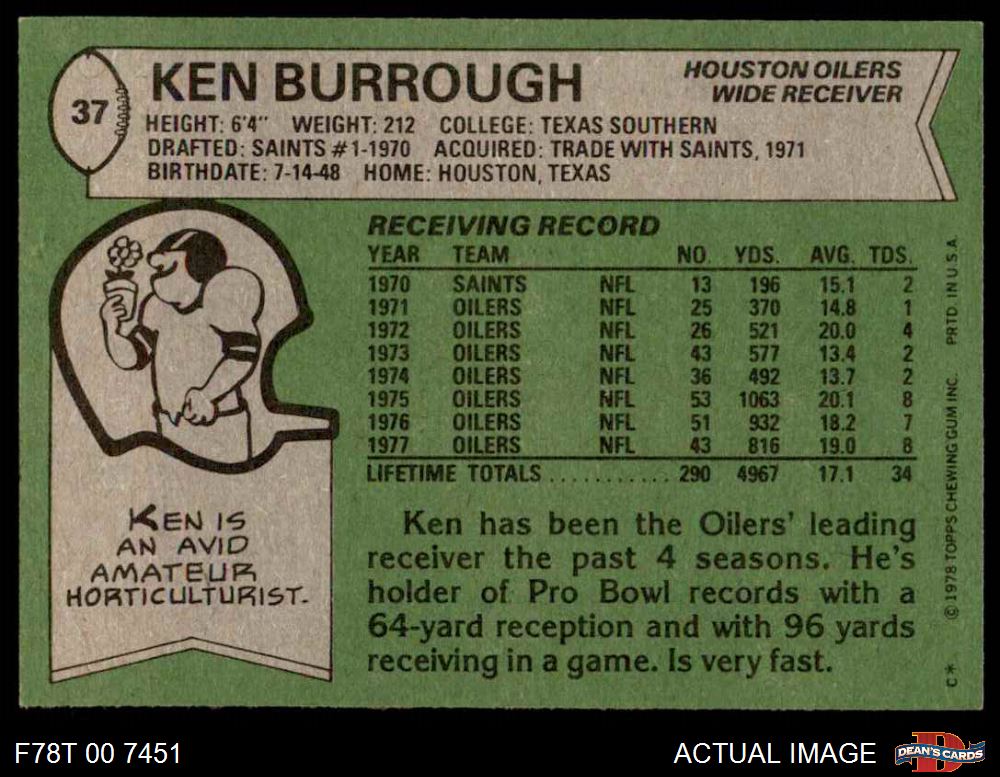 37
KEN BURROUGH
HOUSTON OILERS
WIDE RECEIVER
HEIGHT: 6'4" WEIGHT: 212 COLLEGE: TEXAS SOUTHERN
DRAFTED: SAINTS #1-1970 ACQUIRED: TRADE WITH SAINTS, 1971
BIRTHDATE: 7-14-48 HOME: HOUSTON, TEXAS
RECEIVING RECORD
YEAR TEAM NO. YDS. AVG. TDS.
1970 SAINTS NFL 13 196 15.1 2
1971 OILERS NFL 25 370 14.8 1
1972 OILERS NFL 26 521 20.0 4
1973 OILERS NFL 43 577 13.4 2
1974 OILERS NFL 36 492 13.7 2
1975 OILERS NFL 53 1063 20.1 8
1976 OILERS NFL 51 932 18.2 7
1977 OILERS NFL 43 816 19.0 8
LIFETIME TOTALS ........... 290 4967 17.1 34
KEN IS
AN AVID
AMATEUR
HORTICULTURIST.
Ken has been the Oilers' leading
receiver the past 4 seasons. He's
holder of Pro Bowl records with a
64-yard reception and with 96 yards
receiving in a game. Is very fast.
C* © 1978 TOPPS CHEWING GUM INC. PRTD. IN U.S.A.
F78T 00 7451
ACTUAL IMAGE
D
DEAN'S CARDS